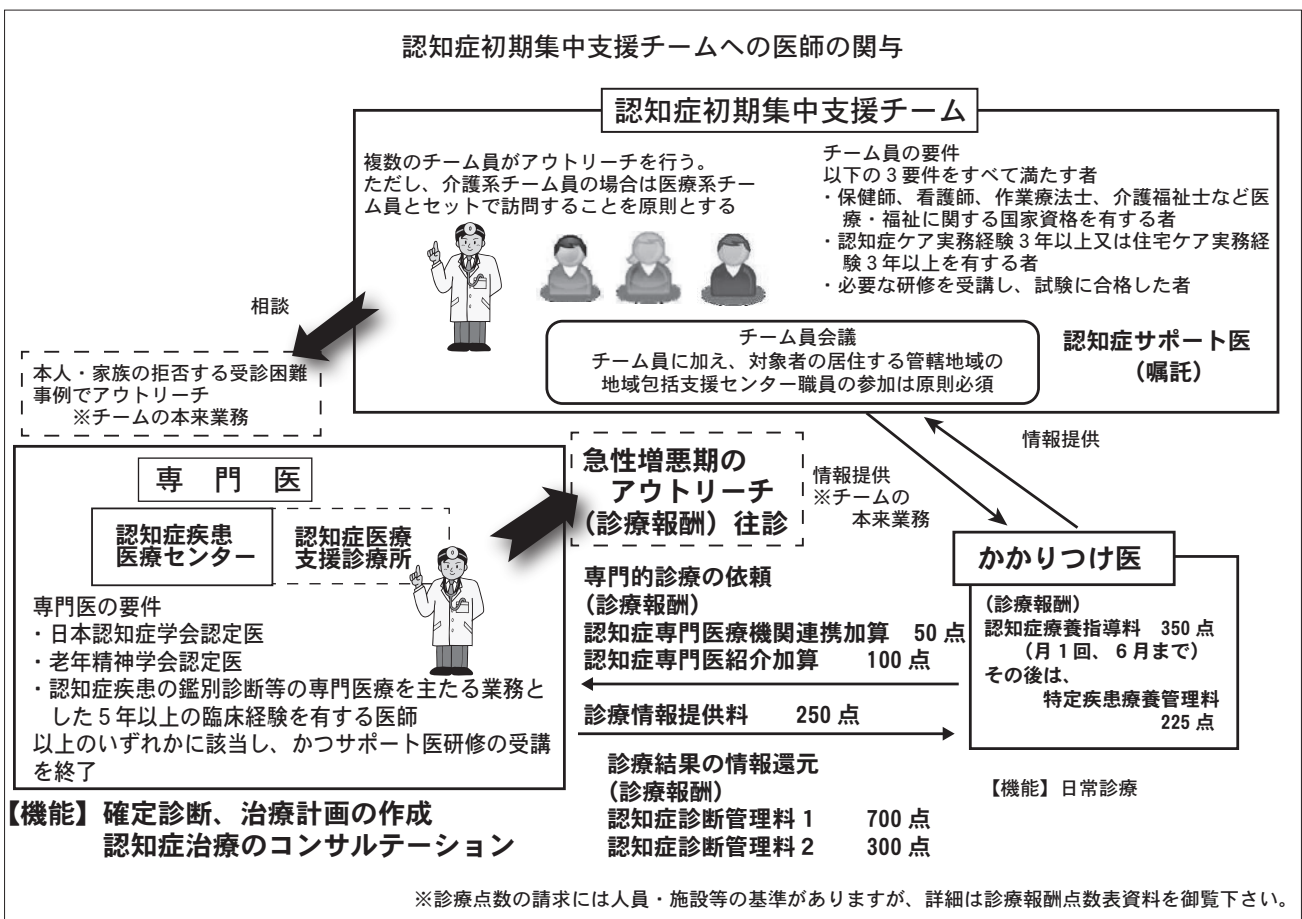 認知症初期集中支援チームへの医師の関与
認知症初期集中支援チーム
複数のチーム員がアウトリーチを行う。
ただし、介護系チーム員の場合は医療系チー
ム員とセットで訪問することを原則とする
チーム員の要件
以下の3要件をすべて満たす者
・保健師、看護師、作業療法士、介護福祉士など医
療・福祉に関する国家資格を有する者
・認知症ケア実務経験3年以上又は住宅ケア実務経
験3年以上を有する者
・必要な研修を受講し、試験に合格した者
チーム員会議
チーム員に加え、対象者の居住する管轄地域の
地域包括支援センター職員の参加は原則必須
認知症サポート医
(嘱託)
相談
本人・家族の拒否する受診困難
事例でアウトリーチ
※チームの本来業務
専門医
認知症疾患
医療センター
認知症医療
支援診療所
専門医の要件
・日本認知症学会認定医
・老年精神学会認定医
・認知症疾患の鑑別診断等の専門医療を主たる業務と
した5年以上の臨床経験を有する医師
以上のいずれかに該当し、かつサポート医研修の受講
を終了
【機能】確定診断、治療計画の作成
認知症治療のコンサルテーション
急性増悪期の
アウトリーチ
(診療報酬)往診
情報提供
※チームの
本来業務
情報提供
専門的診療の依頼
(診療報酬)
認知症専門医療機関連携加算 50点
認知症専門医紹介加算 100点
診療情報提供料 250点
診療結果の情報還元
(診療報酬)
認知症診断管理料1 700点
認知症診断管理料2 300点
かかりつけ医
(診療報酬)
認知症療養指導料 350点
(月1回、6月まで)
その後は、
特定疾患療養管理料
225点
【機能】日常診療
※診療点数の請求には人員・施設等の基準がありますが、詳細は診療報酬点数表資料を御覧下さい。